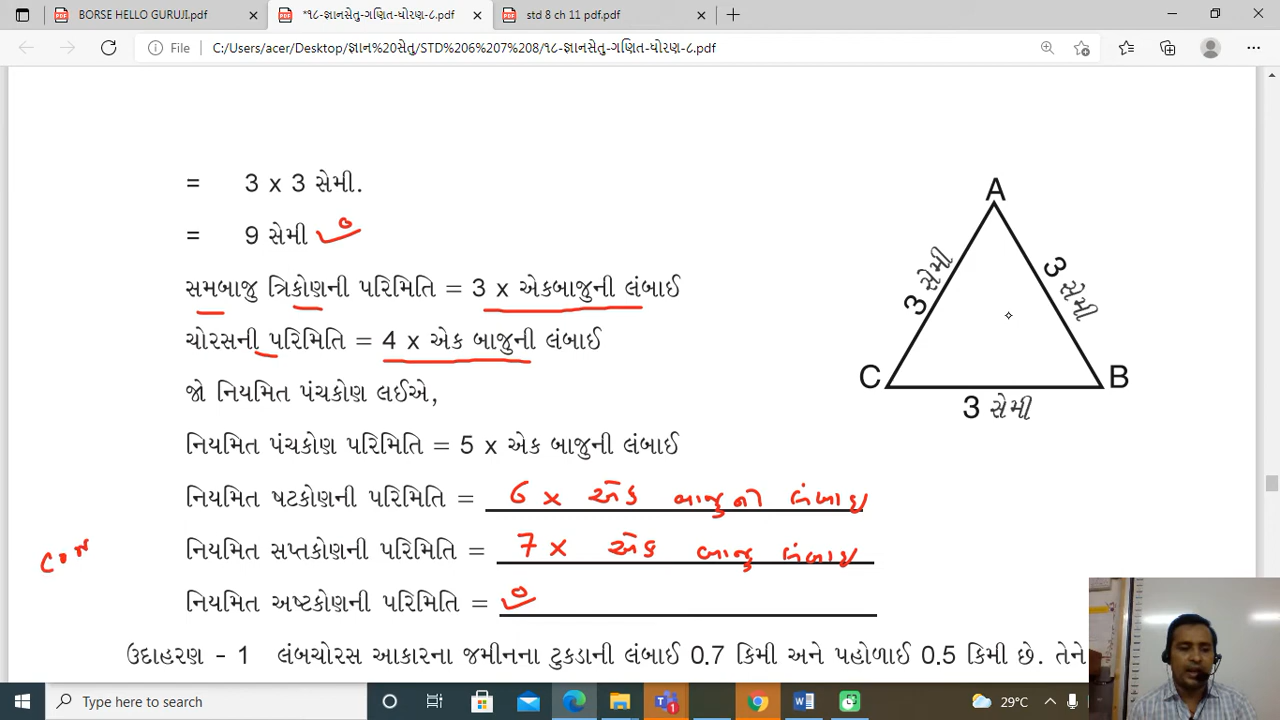 BORSE HELLO GURUJI.pdf
*૧૮-જ્ઞાનસેતુ-ગણિત-ધોરણ-૮.pdf
std 8 ch 11 pdf.pdf
File
C:/Users/acer/Desktop/જ્ઞાન%20સેતુ/STD%206%207%208/૧૮-જ્ઞાનસેતુ-ગણિત-ધોરણ-૮.pdf
= 3 x 3 સેમી.
= 9 સેમી
સમબાજુ ત્રિકોણની પરિમિતિ = 3 x એકબાજુની લંબાઈ
ચોરસની પરિમિતિ = 4 x એક બાજુની લંબાઈ
જો નિયમિત પંચકોણ લઈએ,
નિયમિત પંચકોણ પરિમિતિ = 5 x એક બાજુની લંબાઈ
નિયમિત ષટકોણની પરિમિતિ = 6 x એક બાજુની લંબાઇ
નિયમિત સપ્તકોણની પરિમિતિ = 7 x એક બાજુ લંબાઇ
નિયમિત અષ્ટકોણની પરિમિતિ =
ઉદાહરણ - 1 લંબચોરસ આકારના જમીનના ટુકડાની લંબાઈ 0.7 કિમી અને પહોળાઈ 0.5 કિમી છે. તેને
A
3 સેમી
3 સેમી
C
B
3 સેમી
Type here to search
1
29°C